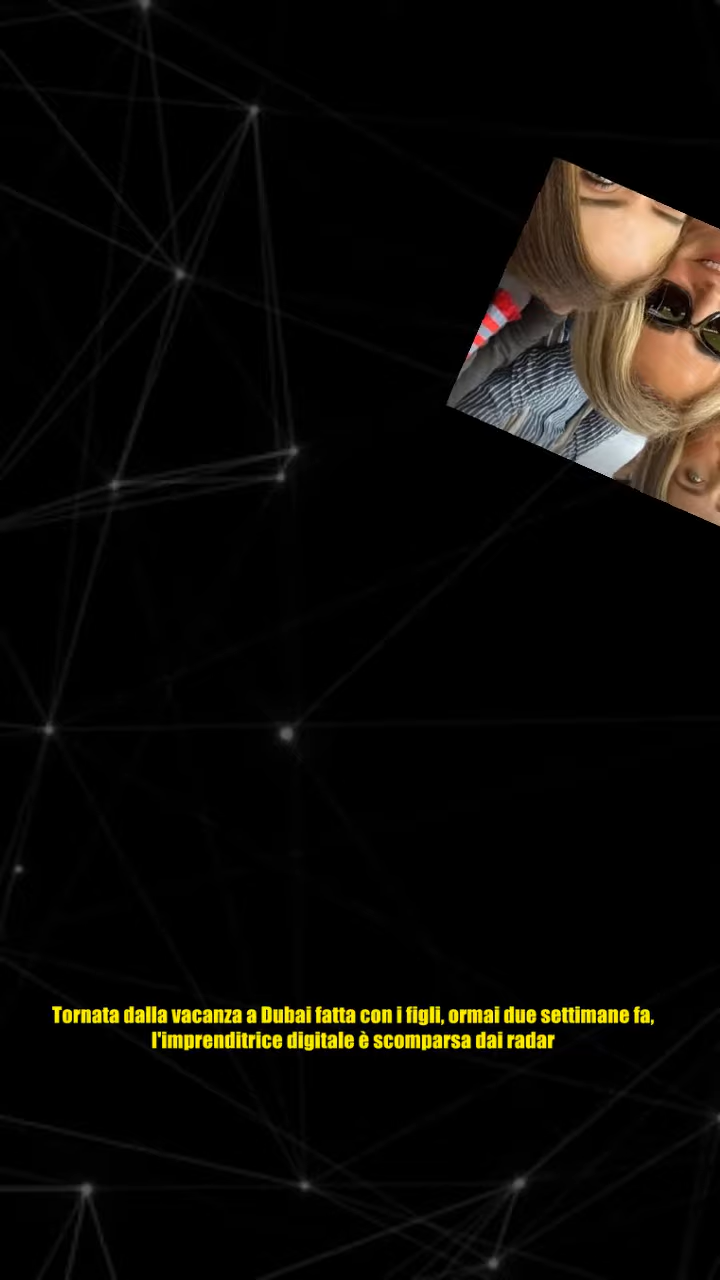 Tornata dalla vacanza a Dubai fatta con i figli, ormai due settimane fa,
l'imprenditrice digitale è scomparsa dai radar